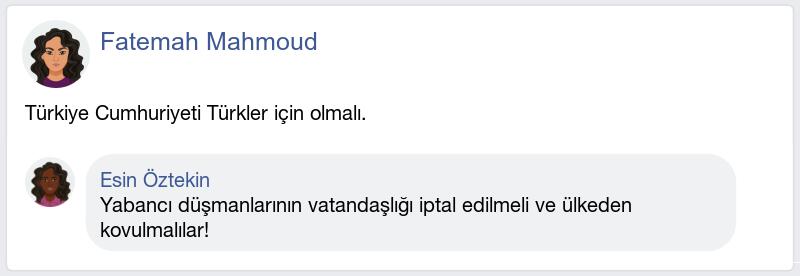 Fatemah Mahmoud
Türkiye Cumhuriyeti Türkler için olmalı.
Esin Öztekin
Yabancı düşmanlarının vatandaşlığı iptal edilmeli ve ülkeden
kovulmalılar!